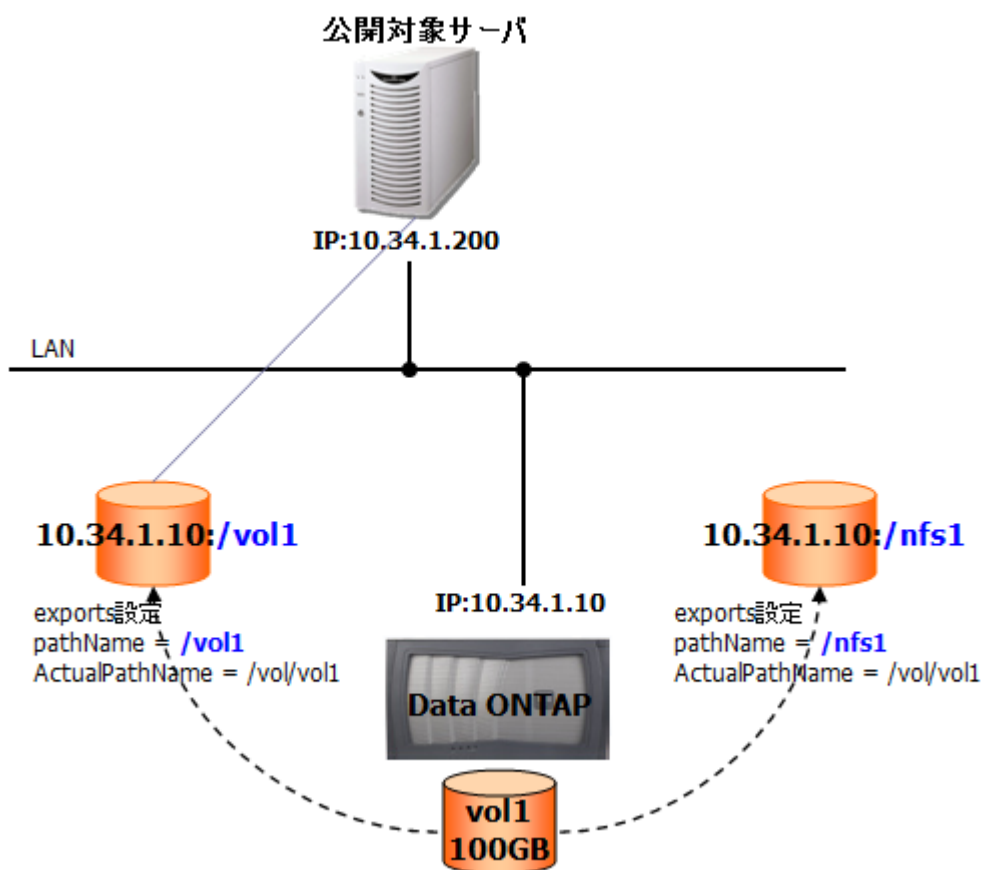 公開対象サーバ
IP:10.34.1.200
LAN
10.34.1.10:/vol1
exports設定
pathName = /vol1
ActualPathName = /vol/vol1
10.34.1.10:/nfs1
exports設定
pathName = /nfs1
ActualPathName = /vol/vol1
IP:10.34.1.10
Data ONTAP
vol1
100GB